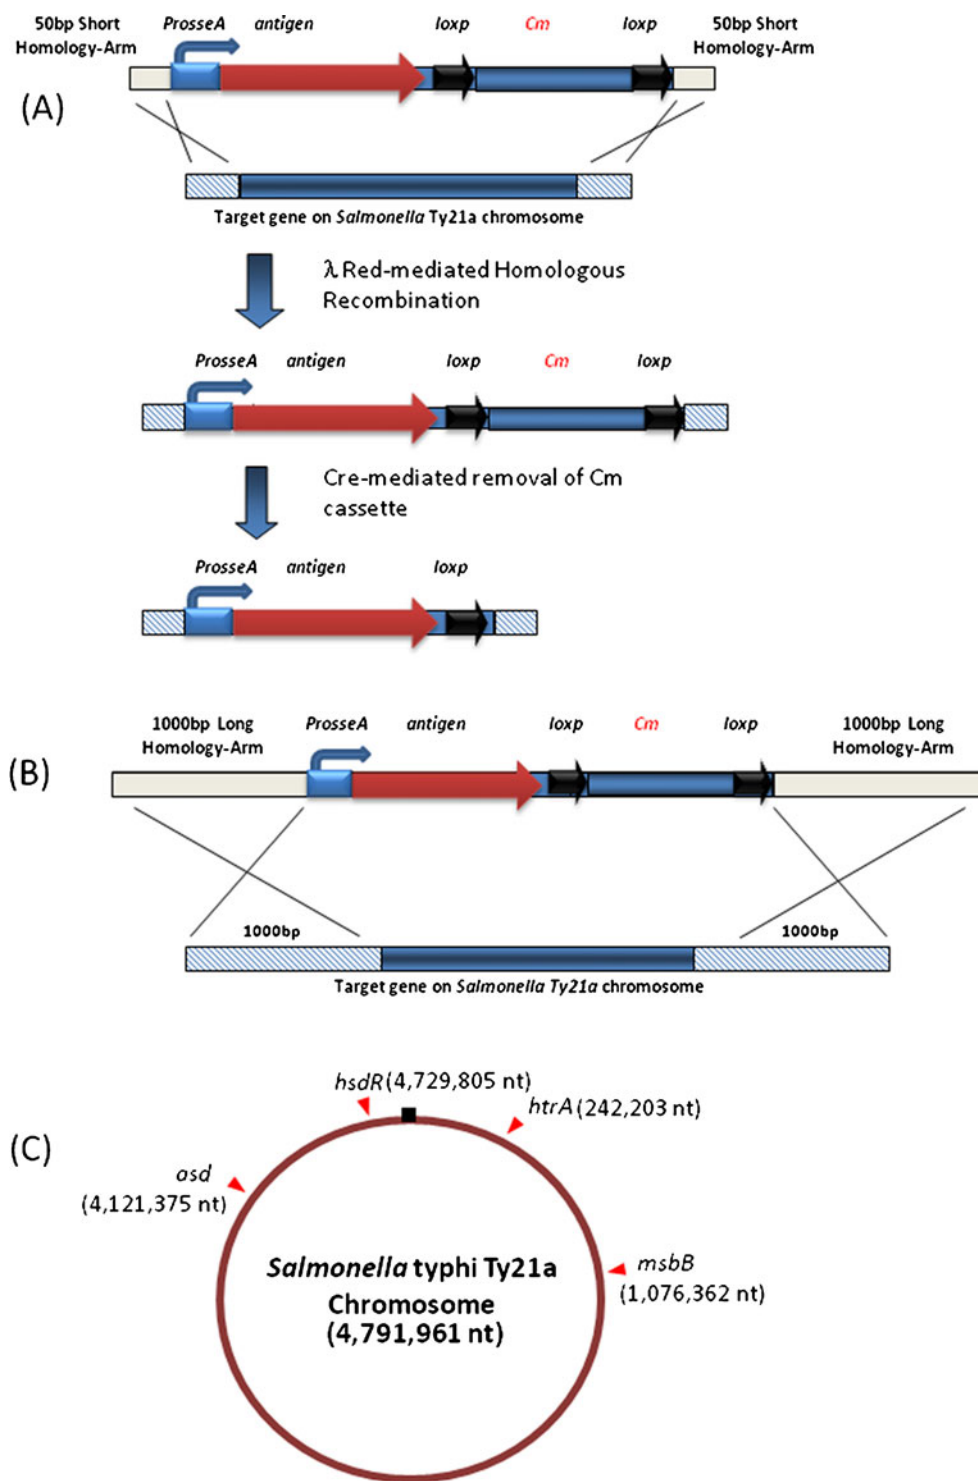 50bp Short
Homology-Arm
ProsseA antigen loxp Cm loxp
50bp Short
Homology-Arm
(A)
Target gene on Salmonella Ty21a chromosome
λ Red-mediated Homologous
Recombination
ProsseA antigen loxp Cm loxp
Cre-mediated removal of Cm
cassette
ProsseA antigen loxp
1000bp Long
Homology-Arm
ProsseA antigen loxp Cm loxp
1000bp Long
Homology-Arm
(B)
1000bp 1000bp
Target gene on Salmonella Ty21a chromosome
(C)
hsdR(4,729,805 nt)
htrA(242,203 nt)
asd
(4,121,375 nt)
msbB
(1,076,362 nt)
Salmonella typhi Ty21a
Chromosome
(4,791,961 nt)